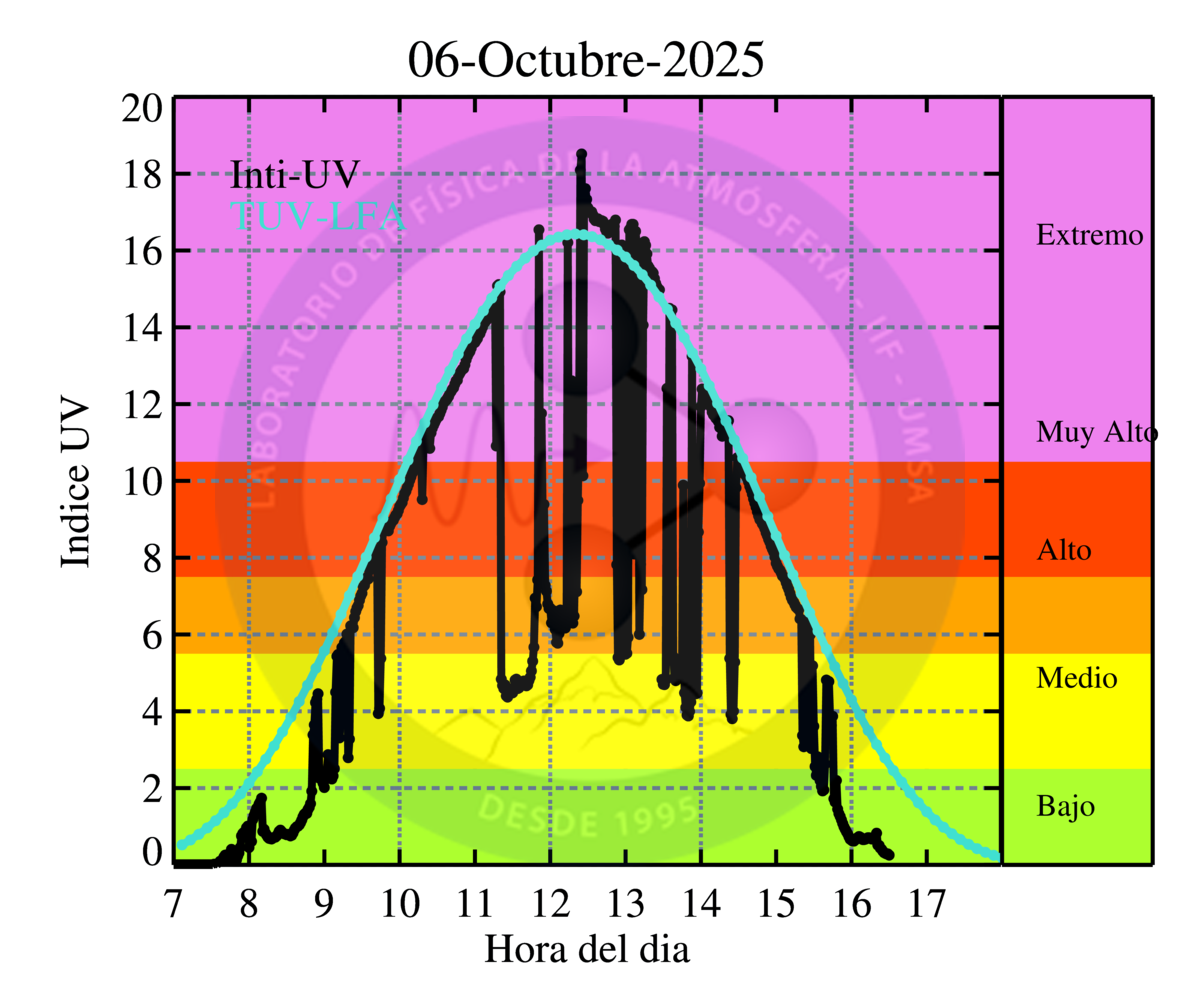 06-Octubre-2025
Inti-UV
TUV-LFA
LABORATORIO DE FÍSICA DE LA ATMÓSFERA - IIF - UMSA
DESDE 1995
Indice UV
20
18
16
14
12
10
8
6
4
2
0
Extremo
Muy Alto
Alto
Medio
Bajo
7 8 9 10 11 12 13 14 15 16 17
Hora del dia